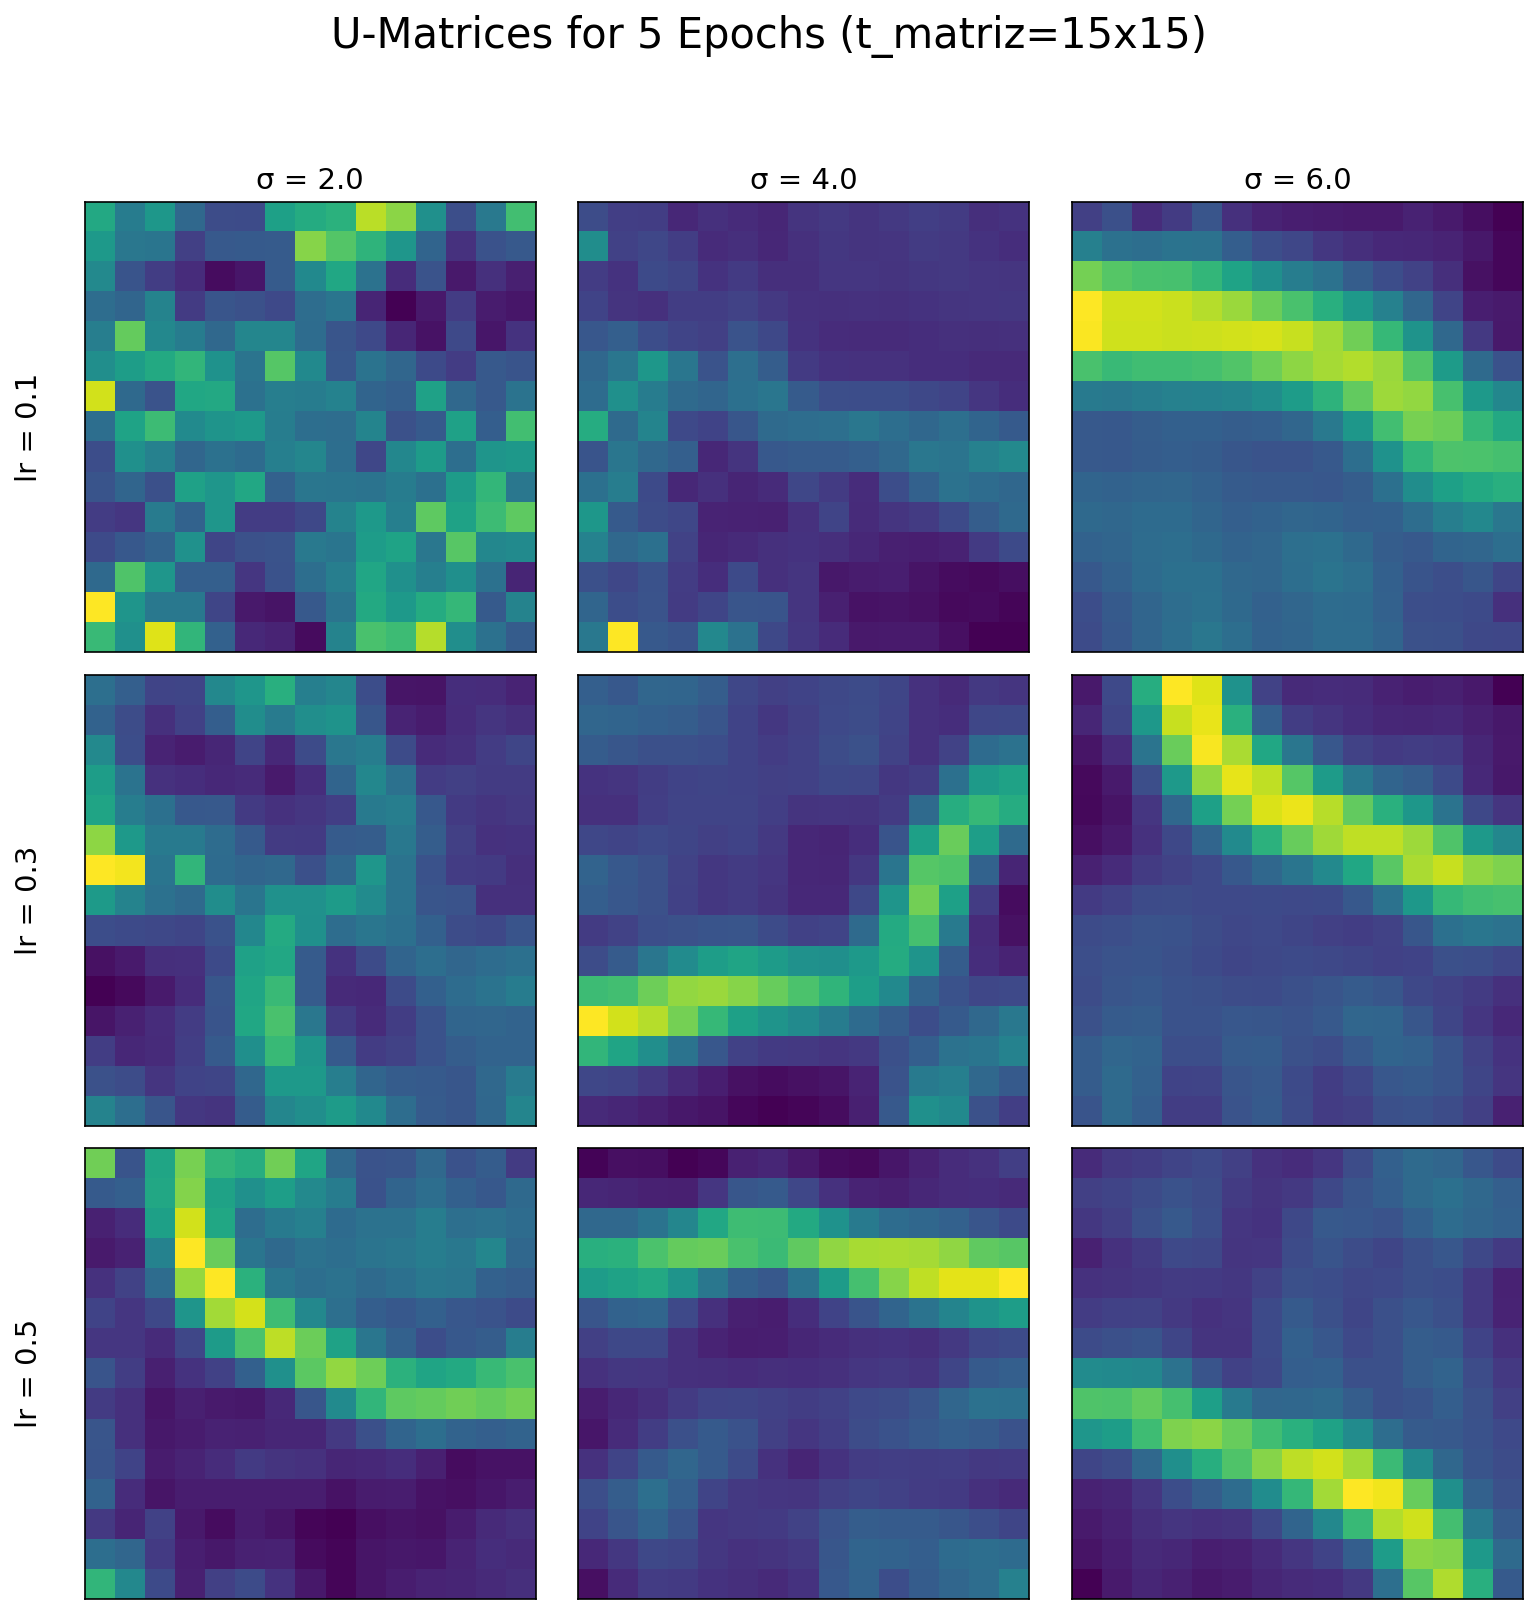 U-Matrices for 5 Epochs (t_matriz=15x15)
σ = 2.0
σ = 4.0
σ = 6.0
lr = 0.1
lr = 0.3
lr = 0.5